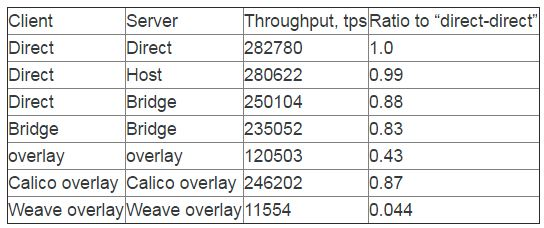 Client Server Throughput, tps Ratio to “direct-direct”
Direct Direct 282780 1.0
Direct Host 280622 0.99
Direct Bridge 250104 0.88
Bridge Bridge 235052 0.83
overlay overlay 120503 0.43
Calico overlay Calico overlay 246202 0.87
Weave overlay Weave overlay 11554 0.044